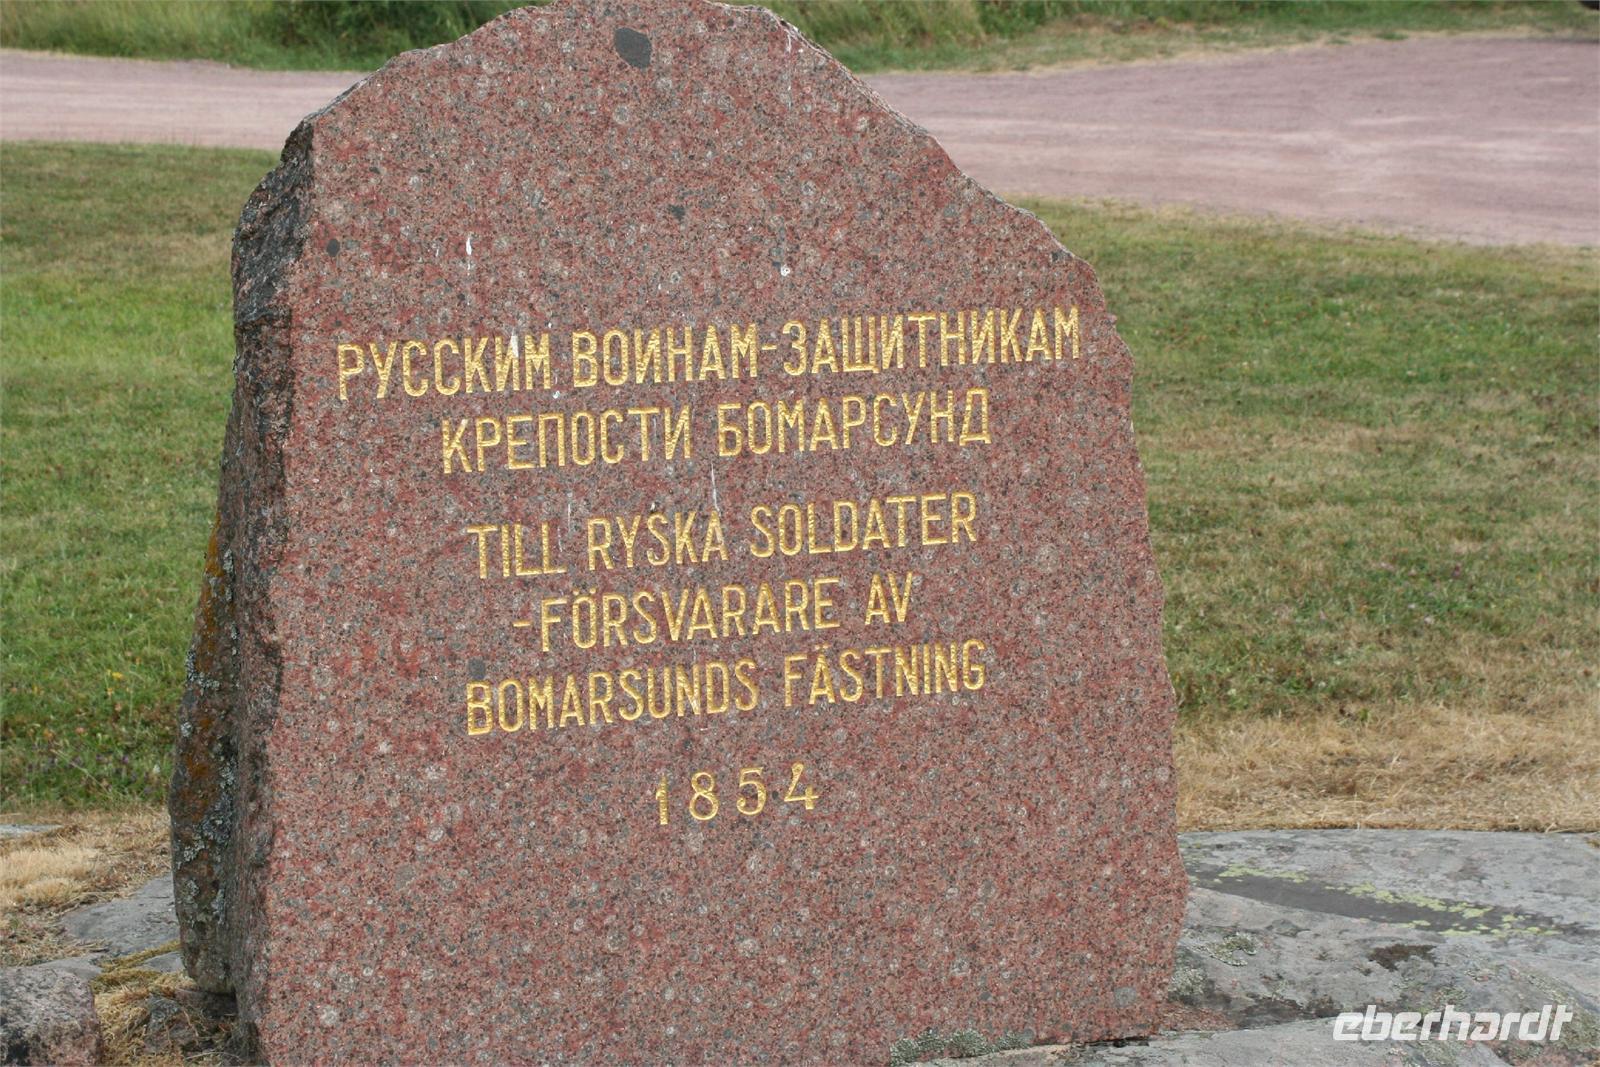 РУССКИМ ВОИНАМ-ЗАЩИТНИКАМ
КРЕПОСТИ БОМАРСУНД
TILL RYSKA SOLDATER
-FÖRSVARARE AV
BOMARSUNDS FÄSTNING
1854
eberhardt